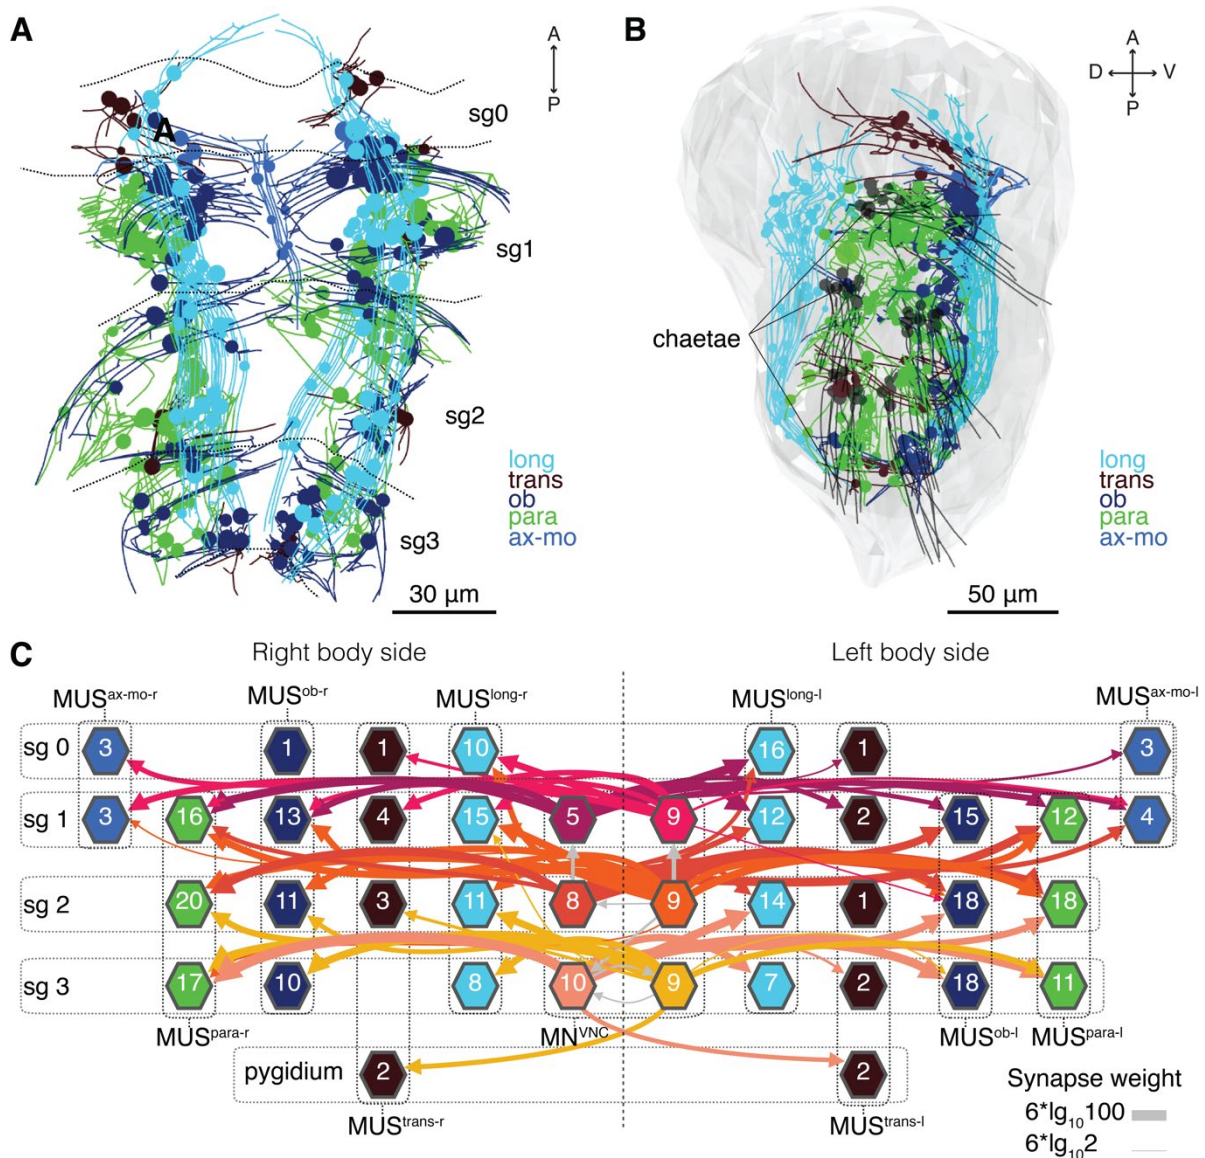 A
A
P
sg0
A
sg1
sg2
sg3
long
trans
ob
para
ax-mo
30 µm
B
A
D V
P
chaetae
long
trans
ob
para
ax-mo
50 µm
C
Right body side Left body side
MUSax-mo-r MUSob-r MUSlong-r MUSlong-l MUSax-mo-l
sg 0 3 1 1 10 16 1 3
sg 1 3 16 13 4 15 5 9 12 2 15 12 4
sg 2 20 11 3 11 8 9 14 1 18 18
sg 3 17 10 8 10 9 7 2 18 11
MUSpara-r MNVNC MUSob-l MUSpara-l
pygidium 2 2
MUStrans-r MUStrans-l
Synapse weight
6*lg10100
6*lg102